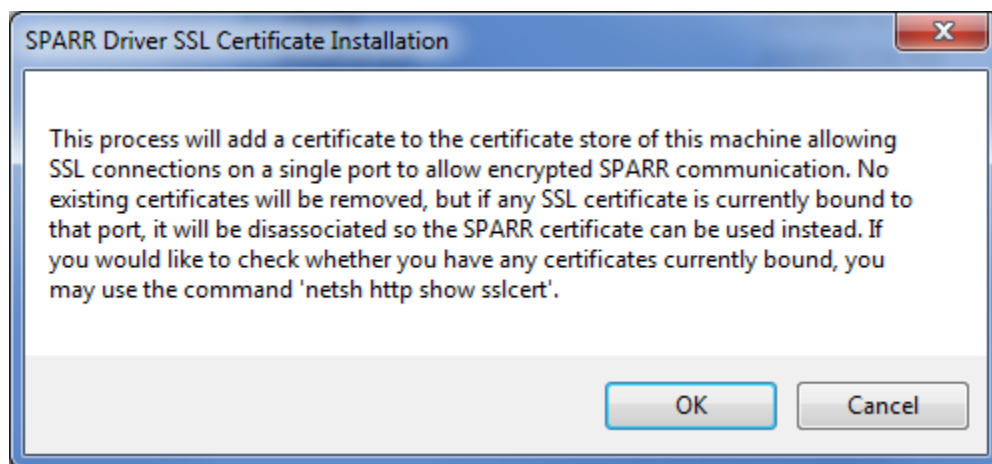 SPARR Driver SSL Certificate Installation
This process will add a certificate to the certificate store of this machine allowing
SSL connections on a single port to allow encrypted SPARR communication. No
existing certificates will be removed, but if any SSL certificate is currently bound to
that port, it will be disassociated so the SPARR certificate can be used instead. If
you would like to check whether you have any certificates currently bound, you
may use the command 'netsh http show sslcert'.
OK
Cancel